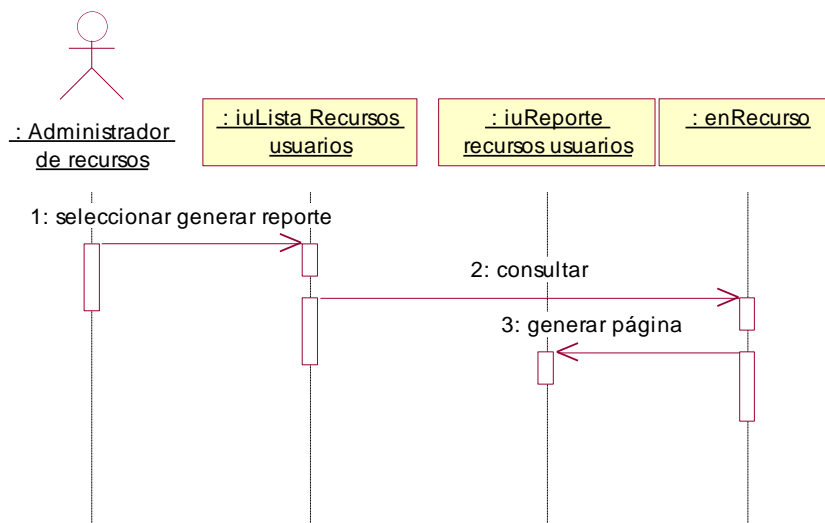 : Administrador
de recursos
: iuLista Recursos
usuarios
: iuReporte
recursos usuarios
: enRecurso
1: seleccionar generar reporte
2: consultar
3: generar página